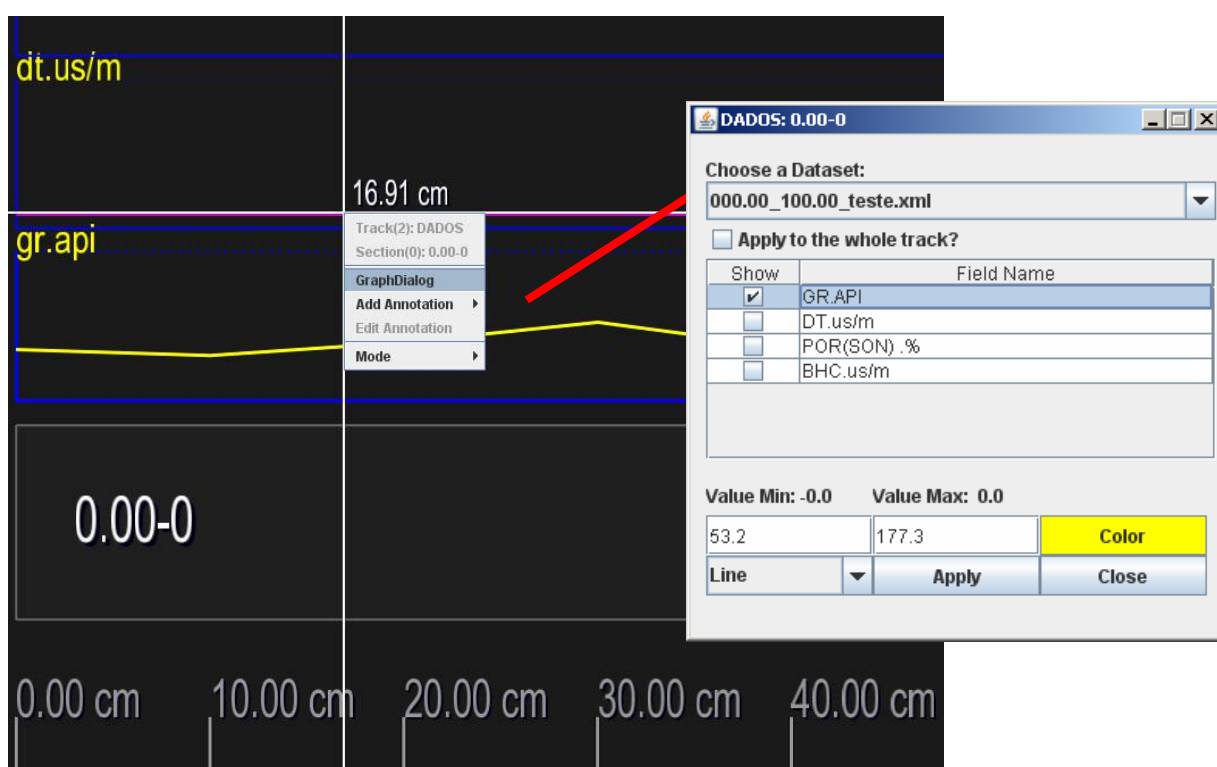 dt.us/m
16.91 cm
gr.api
Track(2): DADOS
Section(0): 0.00-0
GraphDialog
Add Annotation
Edit Annotation
Mode
0.00-0
0.00 cm 10.00 cm 20.00 cm 30.00 cm 40.00 cm
DADOS: 0.00-0
Choose a Dataset:
000.00_100.00_teste.xml
Apply to the whole track?
Show Field Name
GR.API
DT.us/m
POR(SON) .%
BHC.us/m
Value Min: -0.0 Value Max: 0.0
53.2 177.3 Color
Line Apply Close